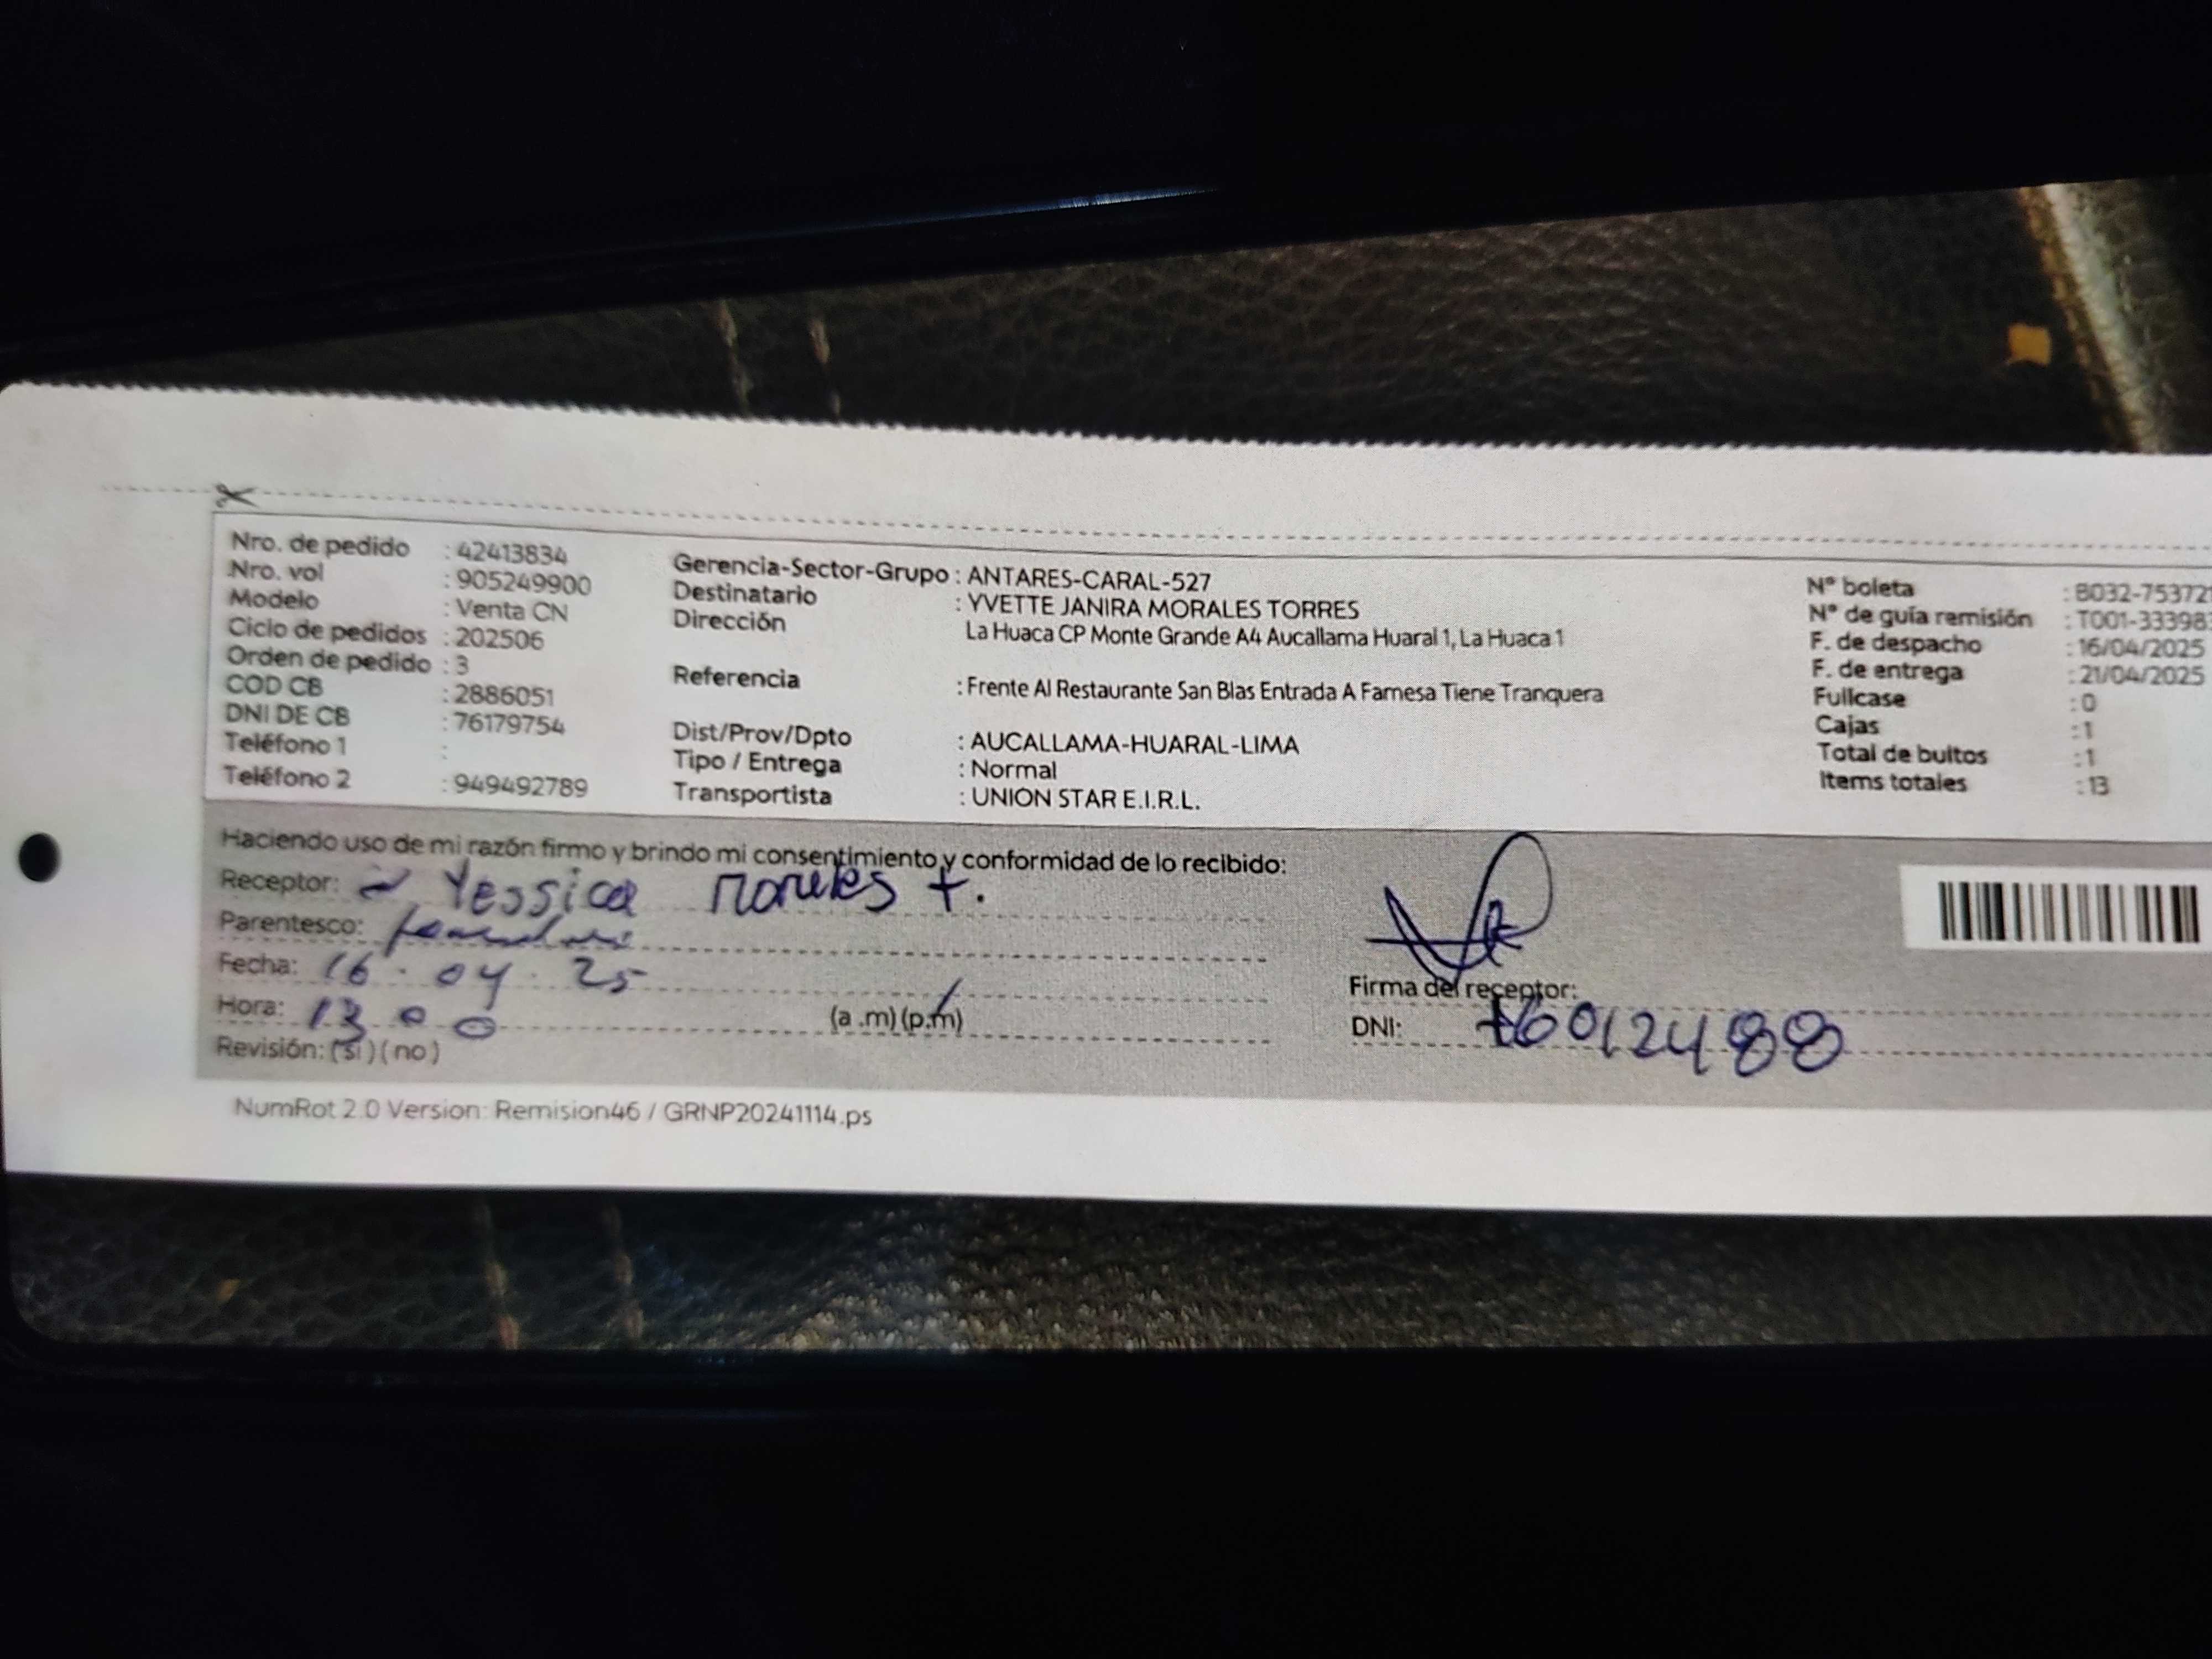 Nro. de pedido : 42413834
Nro. vol : 905249900
Modelo : Venta CN
Ciclo de pedidos : 202506
Orden de pedido : 3
COD CB : 2886051
DNI DE CB : 76179754
Teléfono 1 :
Teléfono 2 : 949492789
Gerencia-Sector-Grupo : ANTARES-CARAL-527
Destinatario : YVETTE JANIRA MORALES TORRES
Dirección La Huaca CP Monte Grande A4 Aucallama Huaral 1, La Huaca 1
Referencia : Frente Al Restaurante San Blas Entrada A Famesa Tiene Tranquera
Dist/Prov/Dpto : AUCALLAMA-HUARAL-LIMA
Tipo / Entrega : Normal
Transportista : UNION STAR E.I.R.L.
N° boleta : B032-75372
N° de guía remisión : T001-33398
F. de despacho : 16/04/2025
F. de entrega : 21/04/2025
Fullcase : 0
Cajas : 1
Total de bultos : 1
Items totales : 13
Haciendo uso de mi razón firmo y brindo mi consentimiento y conformidad de lo recibido:
Receptor: Yessica Morales t.
Parentesco:
Fecha: 16 . 04 . 25
Hora: 13 00 (a .m) (p.m)
Revisión: (si) (no)
Firma del receptor:
DNI: 76012488
NumRot 2.0 Version: Remision46 / GRNP20241114.ps